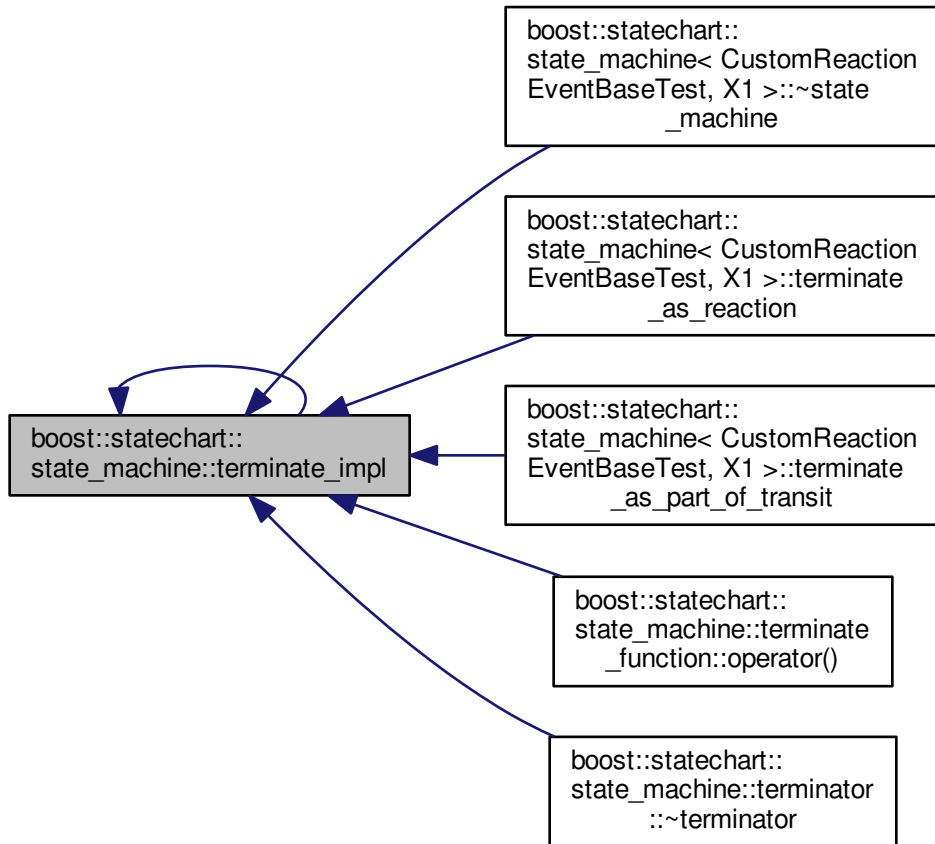 boost::statechart::
state_machine< CustomReaction
EventBaseTest, X1 >::~state
_machine
boost::statechart::
state_machine< CustomReaction
EventBaseTest, X1 >::terminate
_as_reaction
boost::statechart::
state_machine::terminate_impl
boost::statechart::
state_machine< CustomReaction
EventBaseTest, X1 >::terminate
_as_part_of_transit
boost::statechart::
state_machine::terminate
_function::operator()
boost::statechart::
state_machine::terminator
::~terminator